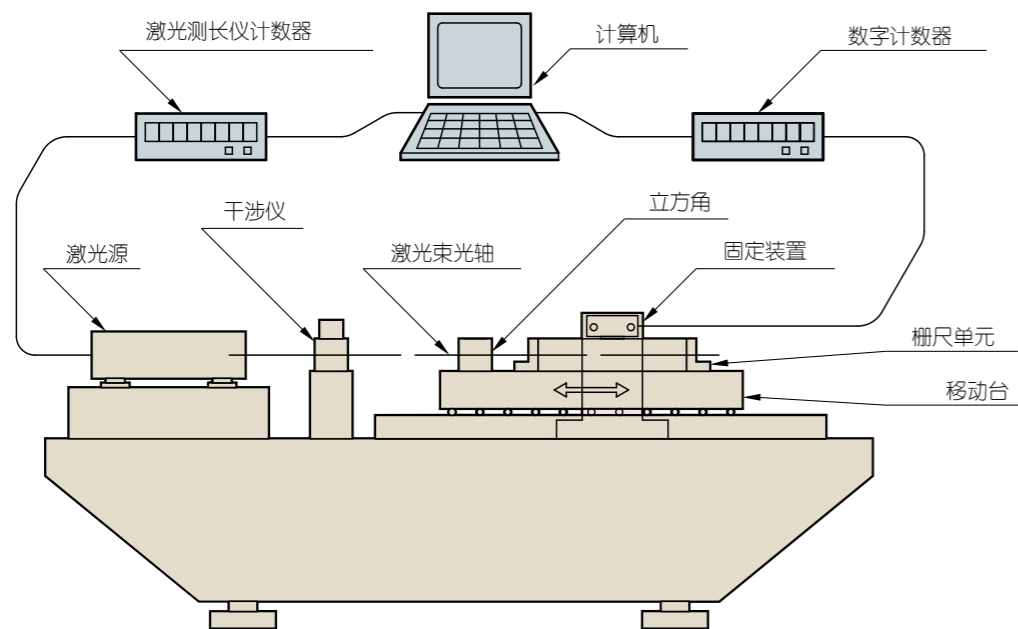 激光测长仪计数器
计算机
数字计数器
干涉仪
立方角
激光源
激光束光轴
固定装置
栅尺单元
移动台